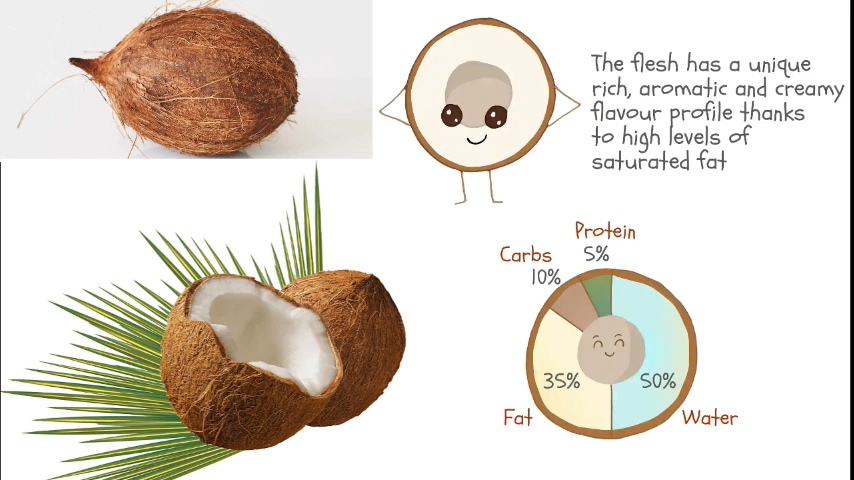 The flesh has a unique
rich, aromatic and creamy
flavour profile thanks
to high levels of
saturated fat
Protein
5%
Carbs
10%
35%
50%
Fat
Water